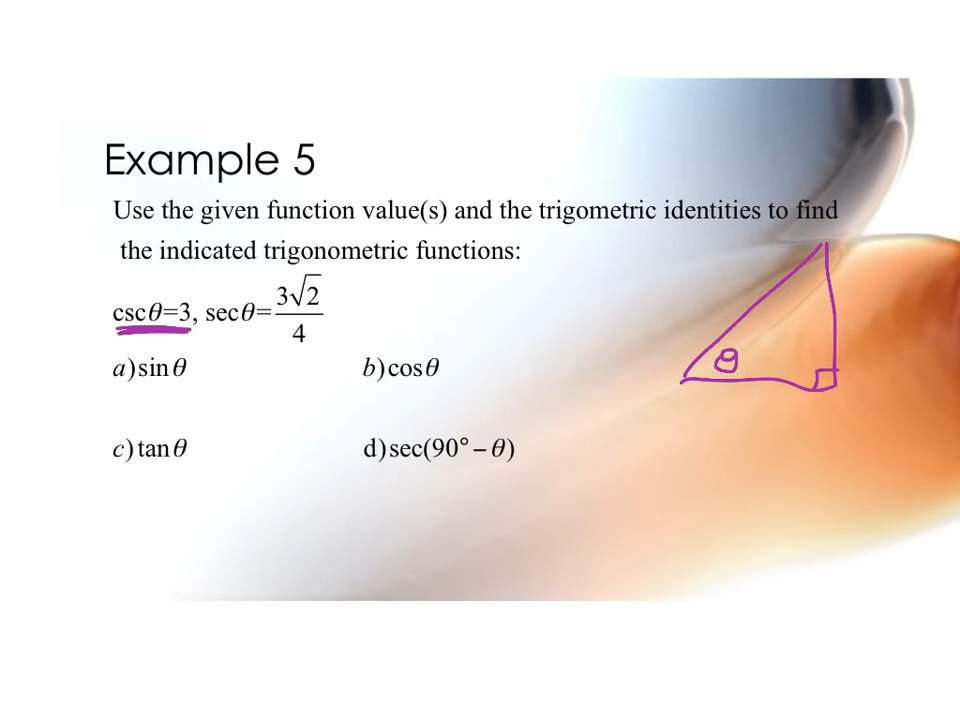 Example 5
Use the given function value(s) and the trigometric identities to find
the indicated trigonometric functions:
cscθ=3, secθ=3√2/4
a)sinθ b)cosθ
c)tanθ d)sec(90°−θ)
θ